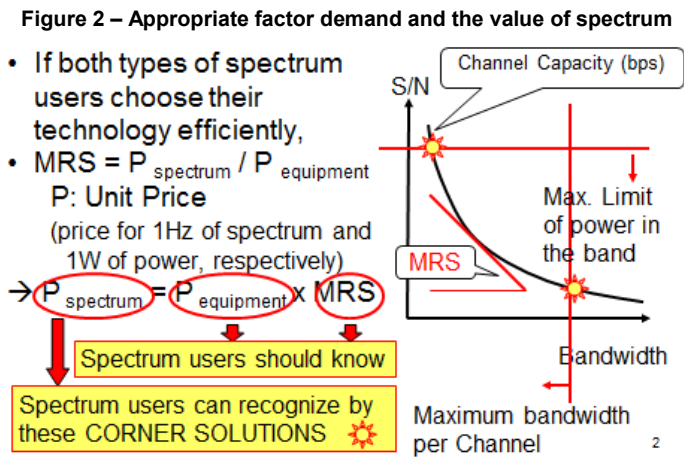 Figure 2 – Appropriate factor demand and the value of spectrum
• If both types of spectrum
users choose their
technology efficiently,
• MRS = P spectrum / P equipment
P: Unit Price
(price for 1Hz of spectrum and
1W of power, respectively)
→ P spectrum = P equipment x MRS
Spectrum users should know
Spectrum users can recognize by
these CORNER SOLUTIONS
Channel Capacity (bps)
S/N
Max. Limit
of power in
the band
MRS
Bandwidth
Maximum bandwidth
per Channel
2